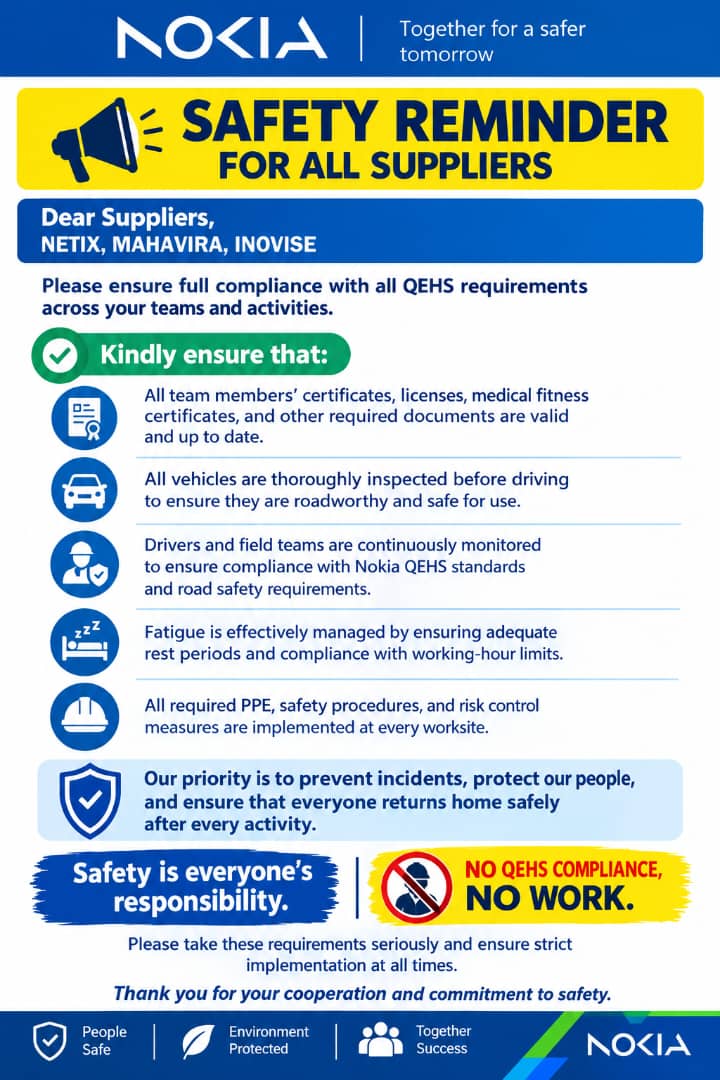 NOKIA
Together for a safer
tomorrow
SAFETY REMINDER
FOR ALL SUPPLIERS
Dear Suppliers,
NETIX, MAHAVIRA, INOVISE
Please ensure full compliance with all QEHS requirements
across your teams and activities.
Kindly ensure that:
All team members' certificates, licenses, medical fitness
certificates, and other required documents are valid
and up to date.
All vehicles are thoroughly inspected before driving
to ensure they are roadworthy and safe for use.
Drivers and field teams are continuously monitored
to ensure compliance with Nokia QEHS standards
and road safety requirements.
zzZ
Fatigue is effectively managed by ensuring adequate
rest periods and compliance with working-hour limits.
All required PPE, safety procedures, and risk control
measures are implemented at every worksite.
Our priority is to prevent incidents, protect our people,
and ensure that everyone returns home safely
after every activity.
Safety is everyone's
responsibility.
NO QEHS COMPLIANCE,
NO WORK.
Please take these requirements seriously and ensure strict
implementation at all times.
Thank you for your cooperation and commitment to safety.
People
Safe
Environment
Protected
Together
Success
NOKIA